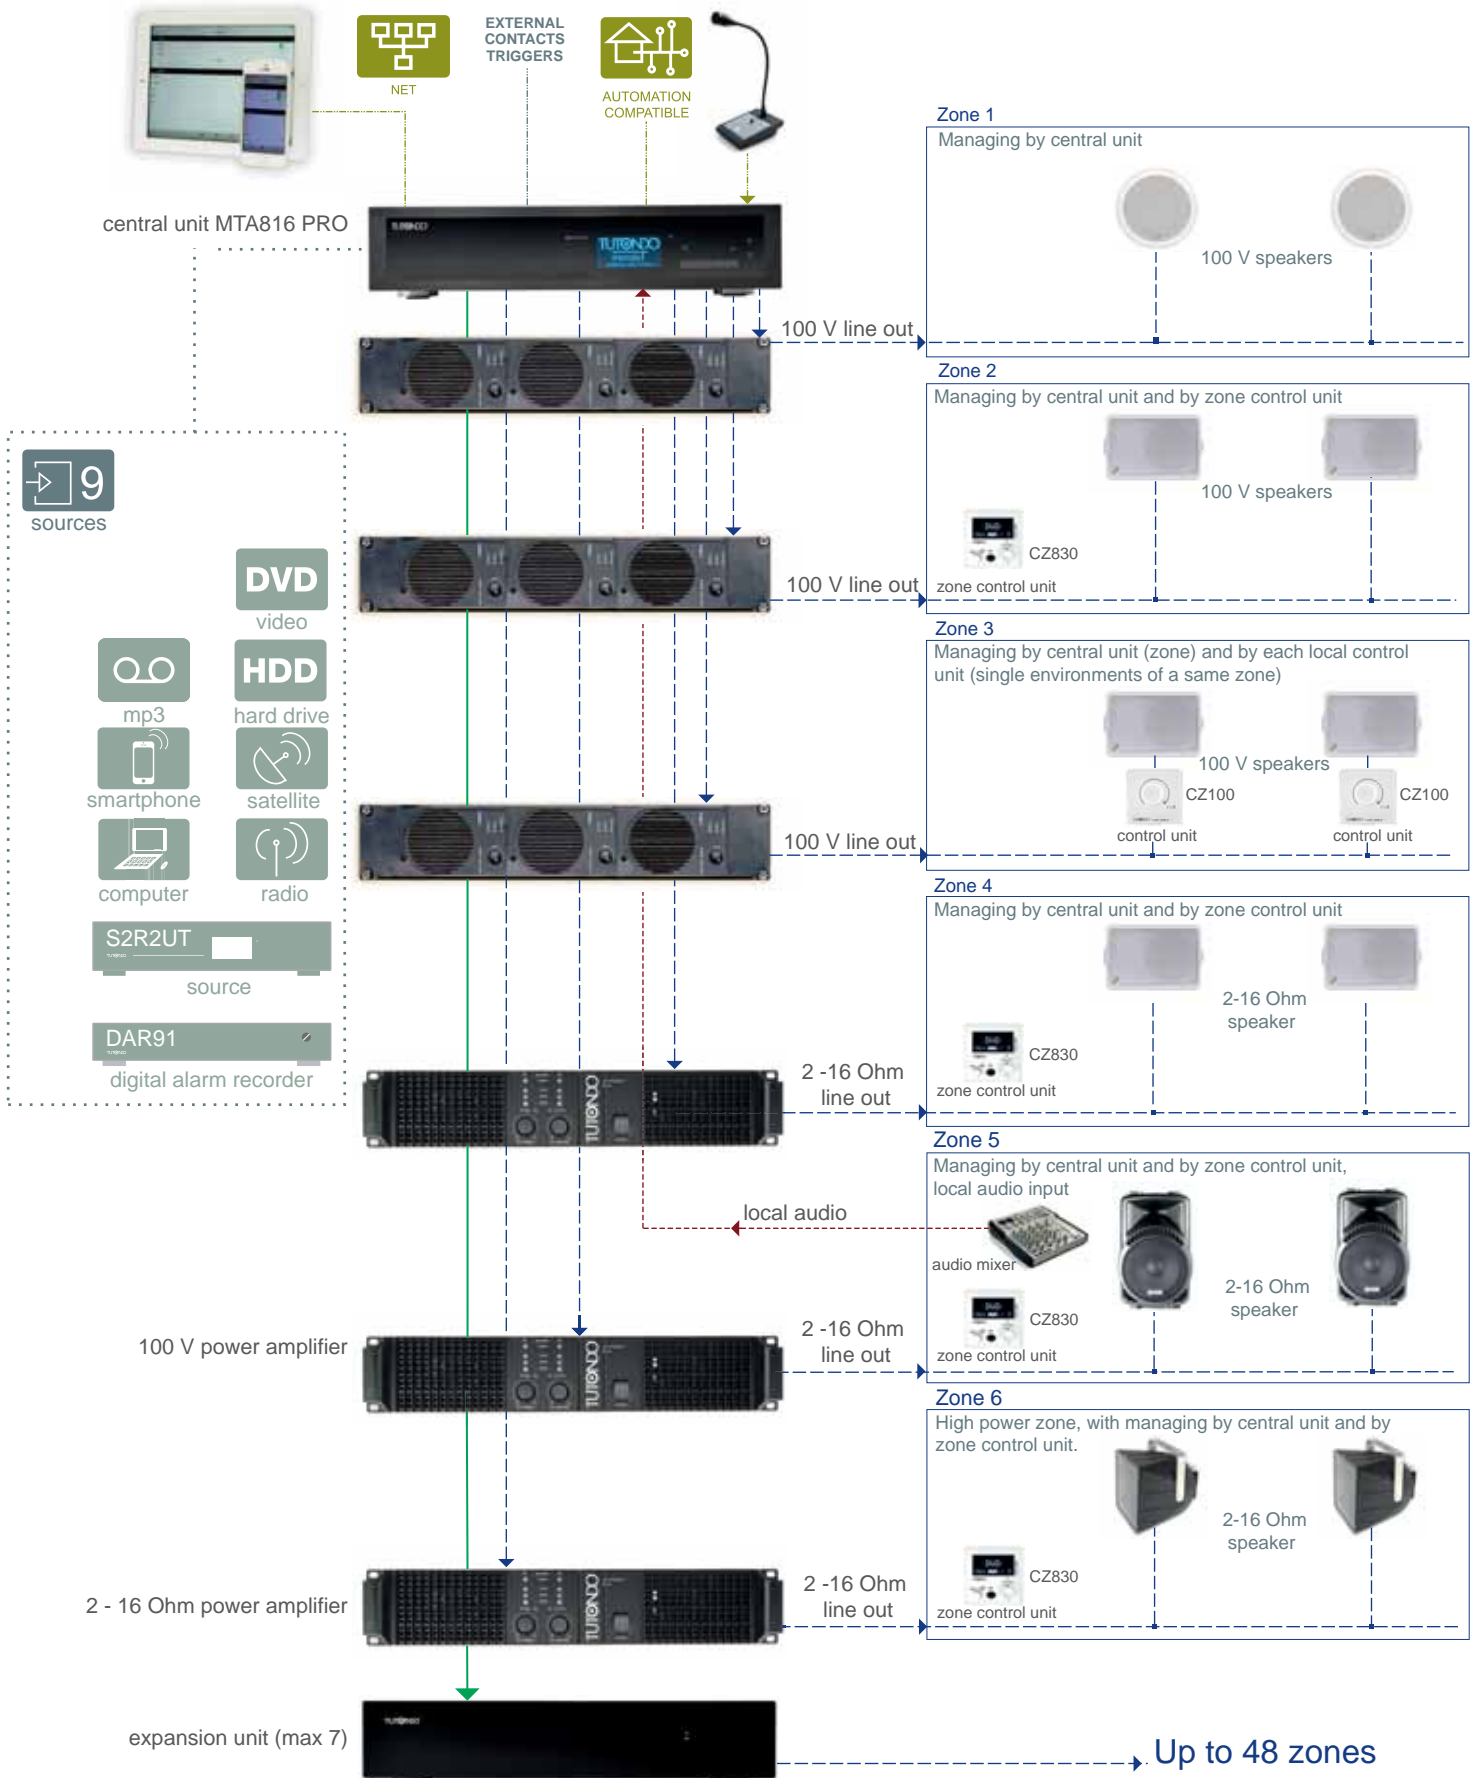 NET
EXTERNAL
CONTACTS
TRIGGERS
AUTOMATION
COMPATIBLE
central unit MTA816 PRO
TUTONDO
TUTONDO
9
sources
DVD
video
mp3
HDD
hard drive
smartphone
satellite
computer
radio
S2R2UT
source
DAR91
digital alarm recorder
100 V line out
Zone 1
Managing by central unit
100 V speakers
Zone 2
Managing by central unit and by zone control unit
100 V speakers
CZ830
zone control unit
100 V line out
Zone 3
Managing by central unit (zone) and by each local control
unit (single environments of a same zone)
100 V speakers
CZ100
CZ100
control unit
control unit
100 V line out
Zone 4
Managing by central unit and by zone control unit
2-16 Ohm
speaker
CZ830
zone control unit
TUTONDO
2 -16 Ohm
line out
Zone 5
Managing by central unit and by zone control unit,
local audio input
local audio
audio mixer
2-16 Ohm
speaker
CZ830
zone control unit
100 V power amplifier
TUTONDO
2 -16 Ohm
line out
Zone 6
High power zone, with managing by central unit and by
zone control unit.
2-16 Ohm
speaker
CZ830
zone control unit
2 - 16 Ohm power amplifier
TUTONDO
2 -16 Ohm
line out
expansion unit (max 7)
TUTONDO
Up to 48 zones